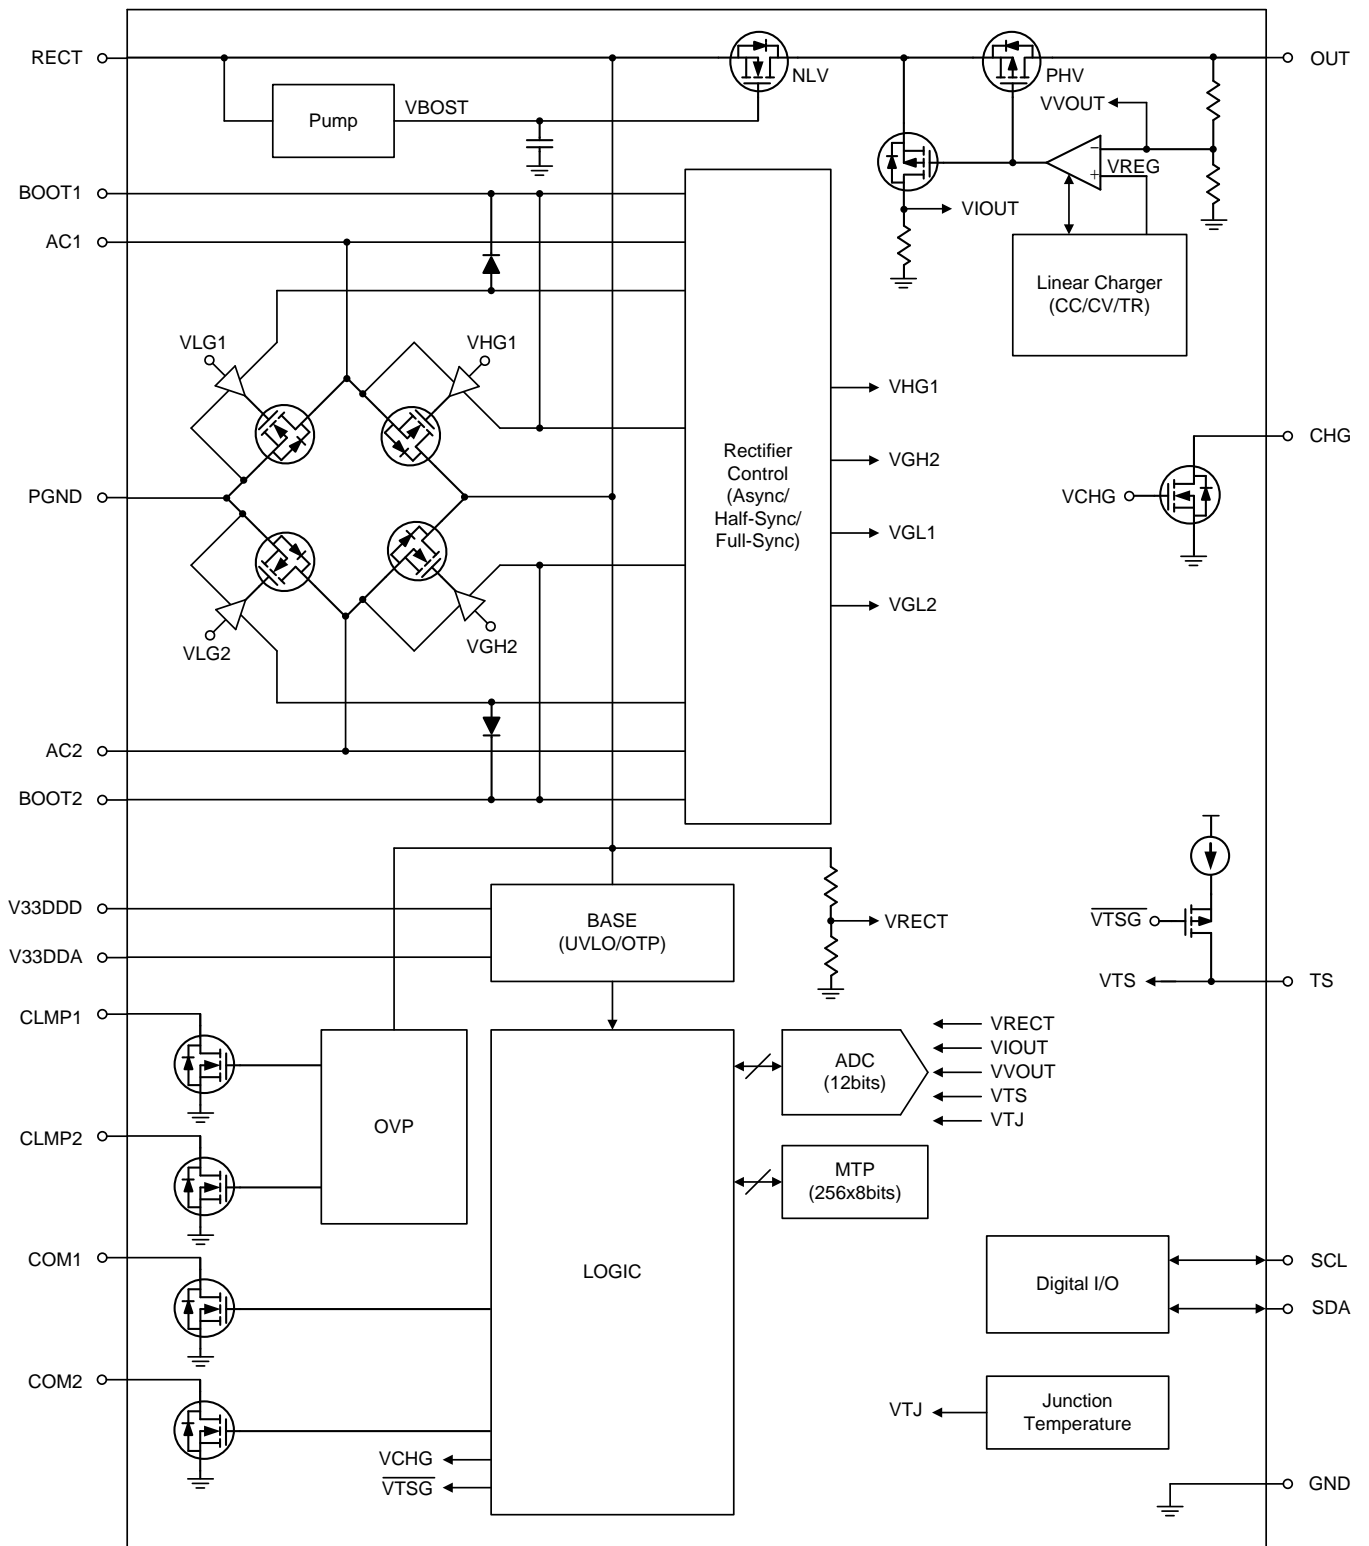 RECT
OUT
NLV
PHV
Pump
VBOST
VVOUT
−
+
VREG
BOOT1
VIOUT
AC1
Linear Charger
(CC/CV/TR)
VLG1
VHG1
VHG1
Rectifier
Control
(Async/
Half-Sync/
Full-Sync)
VGH2
VGL1
VGL2
CHG
VCHG
PGND
VLG2
VGH2
AC2
BOOT2
V33DDD
V33DDA
BASE
(UVLO/OTP)
VRECT
VTSG
VTS
TS
CLMP1
CLMP2
OVP
LOGIC
ADC
(12bits)
VRECT
VIOUT
VVOUT
VTS
VTJ
MTP
(256x8bits)
COM1
COM2
Digital I/O
SCL
SDA
VTJ
Junction
Temperature
VCHG
VTSG
GND